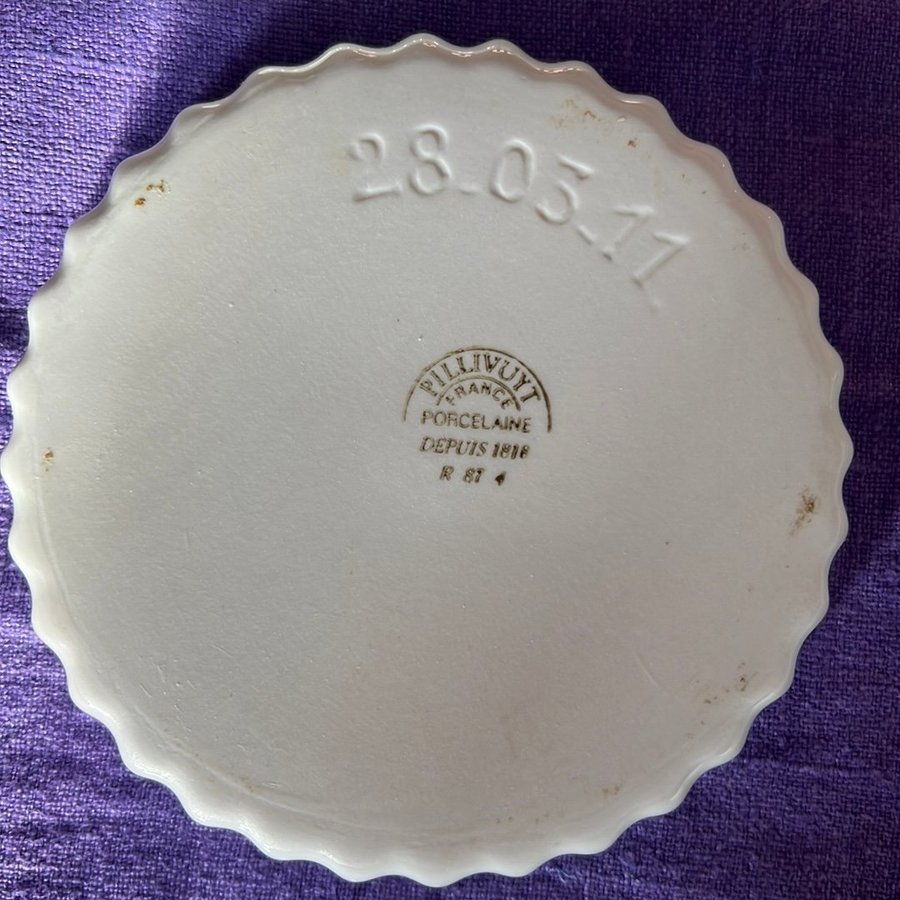 28.03.11
PILLIVUYT
FRANCE
PORCELAINE
DEPUIS 1818
R 87 4